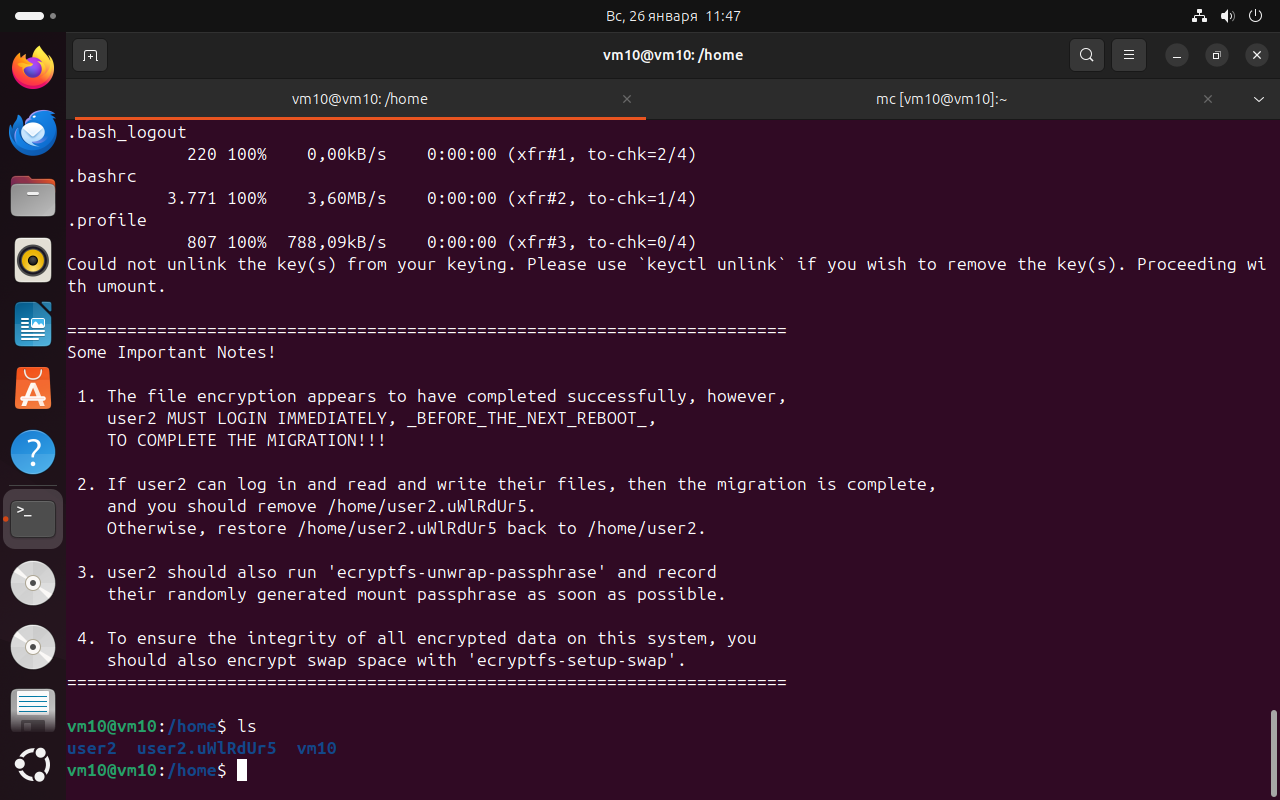 Вс, 26 января 11:47
vm10@vm10: /home
vm10@vm10: /home
mc [vm10@vm10]:~
.bash_logout
220 100% 0,00kB/s 0:00:00 (xfr#1, to-chk=2/4)
.bashrc
3.771 100% 3,60MB/s 0:00:00 (xfr#2, to-chk=1/4)
.profile
807 100% 788,09kB/s 0:00:00 (xfr#3, to-chk=0/4)
Could not unlink the key(s) from your keying. Please use `keyctl unlink` if you wish to remove the key(s). Proceeding wi
th umount.
========================================================================
Some Important Notes!
1. The file encryption appears to have completed successfully, however,
user2 MUST LOGIN IMMEDIATELY, _BEFORE_THE_NEXT_REBOOT_,
TO COMPLETE THE MIGRATION!!!
2. If user2 can log in and read and write their files, then the migration is complete,
and you should remove /home/user2.uWlRdUr5.
Otherwise, restore /home/user2.uWlRdUr5 back to /home/user2.
3. user2 should also run 'ecryptfs-unwrap-passphrase' and record
their randomly generated mount passphrase as soon as possible.
4. To ensure the integrity of all encrypted data on this system, you
should also encrypt swap space with 'ecryptfs-setup-swap'.
========================================================================
vm10@vm10:/home$ ls
user2 user2.uWlRdUr5 vm10
vm10@vm10:/home$